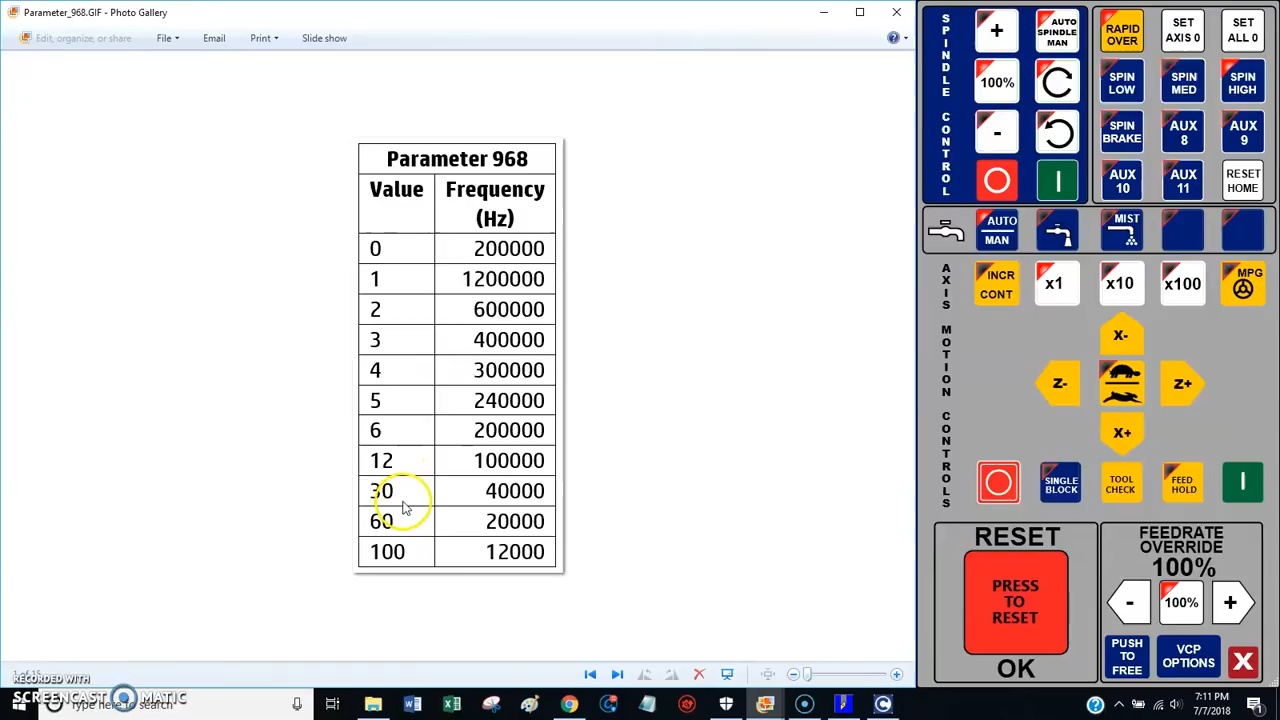 Parameter_968.GIF - Photo Gallery
Edit, organize, or share
File
Email
Print
Slide show
Parameter 968
Value
Frequency
(Hz)
0 200000
1 1200000
2 600000
3 400000
4 300000
5 240000
6 200000
12 100000
30 40000
60 20000
100 12000
RECORDED WITH
SCREENCAST MATIC
7:11 PM
7/7/2018
SPINDLE CONTROL
+
AUTO
SPINDLE
MAN
100%
-
RAPID
OVER
SET
AXIS 0
SET
ALL 0
SPIN
LOW
SPIN
MED
SPIN
HIGH
SPIN
BRAKE
AUX
8
AUX
9
AUX
10
AUX
11
RESET
HOME
AUTO
MAN
MIST
AXIS MOTION CONTROLS
INCR
CONT
x1
x10
x100
MPG
X-
Z-
Z+
X+
SINGLE
BLOCK
TOOL
CHECK
FEED
HOLD
RESET
PRESS
TO
RESET
OK
FEEDRATE
OVERRIDE
100%
-
100%
+
PUSH
TO
FREE
VCP
OPTIONS
X